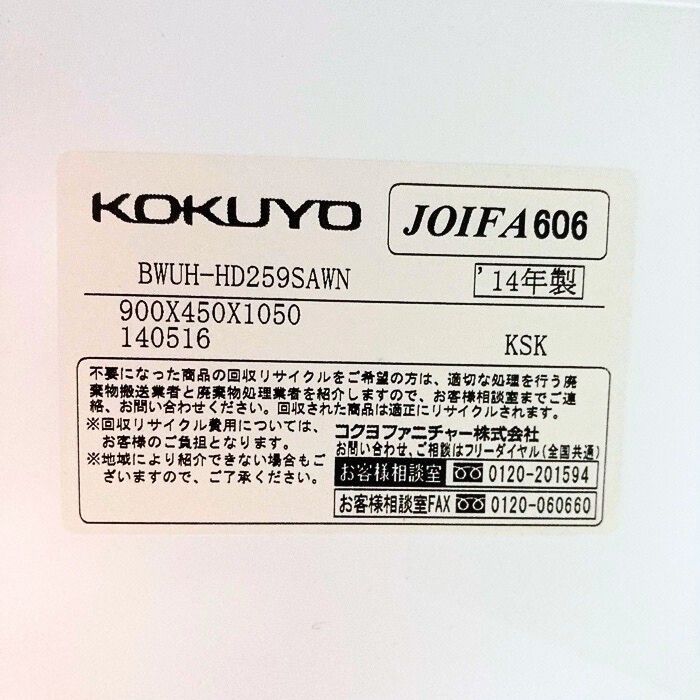 KOKUYO
JOIFA606
BWUH-HD259SAWN
'14年製
900X450X1050
140516
KSK
不要になった商品の回収リサイクルをご希望の方は、適切な処理を行う廃
棄物搬送業者と廃棄物処理業者を紹介しますので、お客様相談室までご連
絡、お問い合わせください。回収された商品は適正にリサイクルされます。
※回収リサイクル費用については、
お客様のご負担となります。
※地域により紹介できない場合もご
ざいますので、ご了承ください。
コクヨファニチャー株式会社
お問い合わせ、ご相談はフリーダイヤル(全国共通)
お客様相談室 0120-201594
お客様相談室FAX 0120-060660